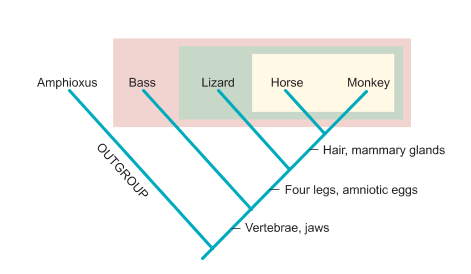 Amphioxus Bass Lizard Horse Monkey
Hair, mammary glands
OUTGROUP
Four legs, amniotic eggs
Vertebrae, jaws